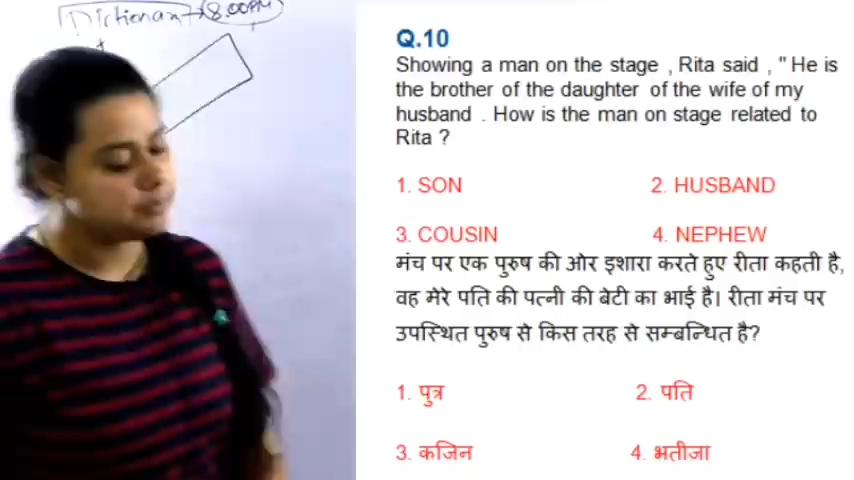 Dictionary → 8.00PM
Q.10
Showing a man on the stage , Rita said , " He is
the brother of the daughter of the wife of my
husband . How is the man on stage related to
Rita ?
1. SON 2. HUSBAND
3. COUSIN 4. NEPHEW
मंच पर एक पुरुष की ओर इशारा करते हुए रीता कहती है,
वह मेरे पति की पत्नी की बेटी का भाई है। रीता मंच पर
उपस्थित पुरुष से किस तरह से सम्बन्धित है?
1. पुत्र 2. पति
3. कजिन 4. भतीजा